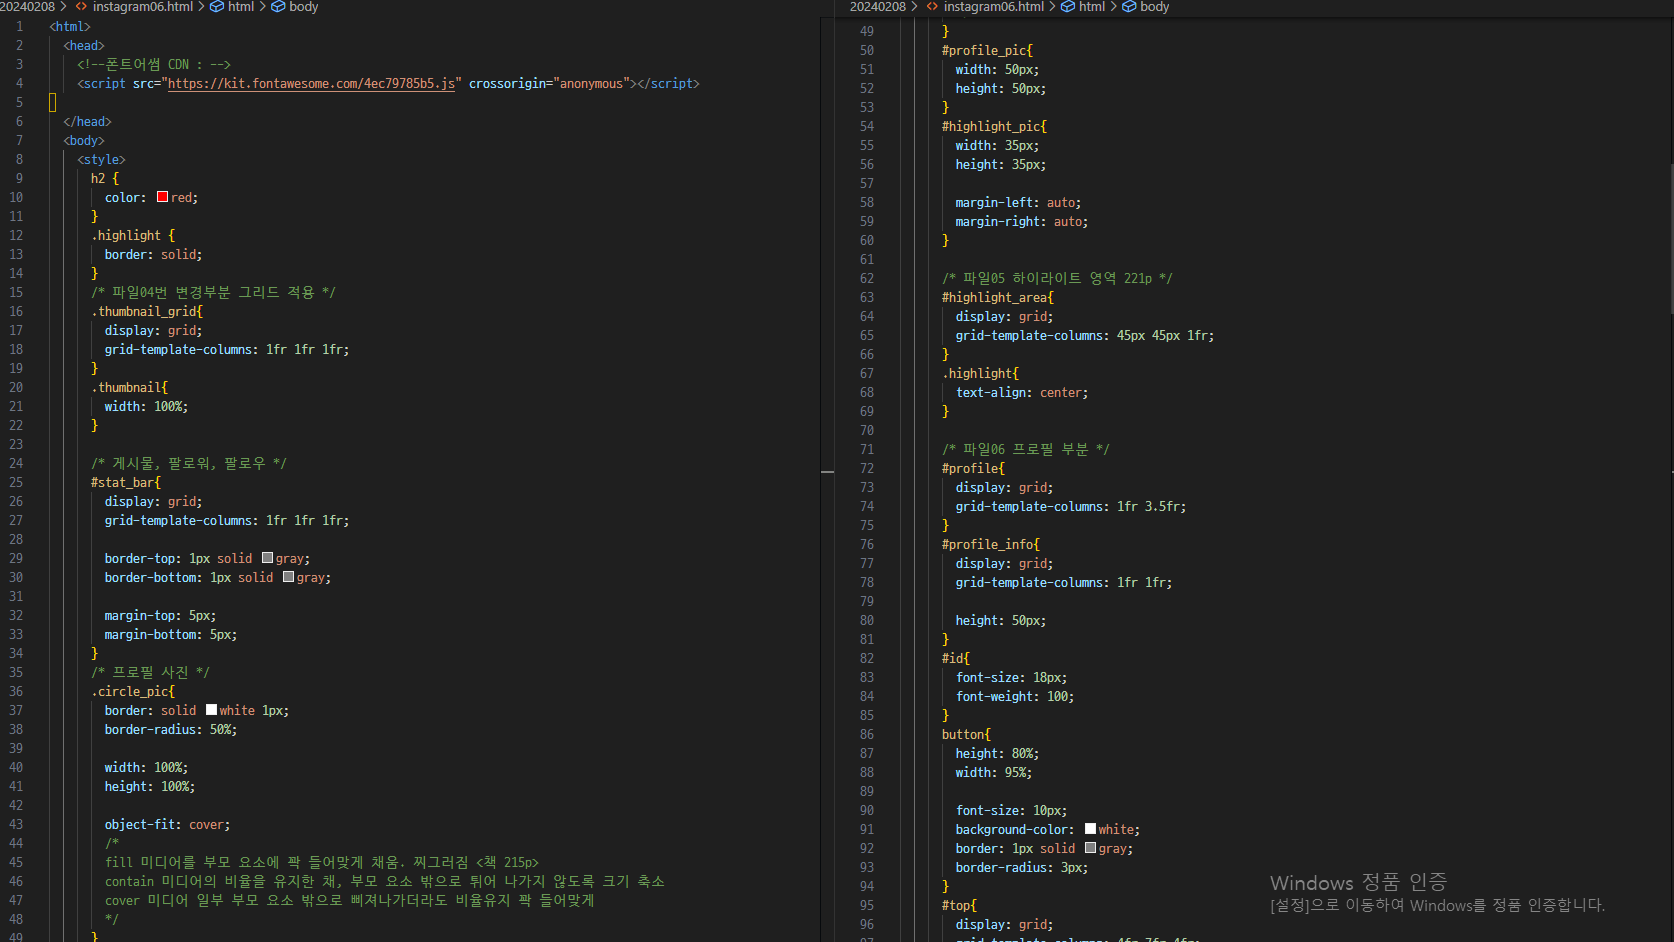 20240208 > <> instagram06.html > html > body
1 <html>
2 <head>
3 <!--폰트어썸 CDN : -->
4 <script src="https://kit.fontawesome.com/4ec79785b5.js" crossorigin="anonymous"></script>
5
6 </head>
7 <body>
8 <style>
9 h2 {
10 color: red;
11 }
12 .highlight {
13 border: solid;
14 }
15 /* 파일04번 변경부분 그리드 적용 */
16 .thumbnail_grid{
17 display: grid;
18 grid-template-columns: 1fr 1fr 1fr;
19 }
20 .thumbnail{
21 width: 100%;
22 }
23
24 /* 게시물, 팔로워, 팔로우 */
25 #stat_bar{
26 display: grid;
27 grid-template-columns: 1fr 1fr 1fr;
28
29 border-top: 1px solid gray;
30 border-bottom: 1px solid gray;
31
32 margin-top: 5px;
33 margin-bottom: 5px;
34 }
35 /* 프로필 사진 */
36 .circle_pic{
37 border: solid white 1px;
38 border-radius: 50%;
39
40 width: 100%;
41 height: 100%;
42
43 object-fit: cover;
44 /*
45 fill 미디어를 부모 요소에 꽉 들어맞게 채움. 찌그러짐 <책 215p>
46 contain 미디어의 비율을 유지한 채, 부모 요소 밖으로 튀어 나가지 않도록 크기 축소
47 cover 미디어 일부 부모 요소 밖으로 삐져나가더라도 비율유지 꽉 들어맞게
48 */
49 }
20240208 > <> instagram06.html > html > body
49 }
50 #profile_pic{
51 width: 50px;
52 height: 50px;
53 }
54 #highlight_pic{
55 width: 35px;
56 height: 35px;
57
58 margin-left: auto;
59 margin-right: auto;
60 }
61
62 /* 파일05 하이라이트 영역 221p */
63 #highlight_area{
64 display: grid;
65 grid-template-columns: 45px 45px 1fr;
66 }
67 .highlight{
68 text-align: center;
69 }
70
71 /* 파일06 프로필 부분 */
72 #profile{
73 display: grid;
74 grid-template-columns: 1fr 3.5fr;
75 }
76 #profile_info{
77 display: grid;
78 grid-template-columns: 1fr 1fr;
79
80 height: 50px;
81 }
82 #id{
83 font-size: 18px;
84 font-weight: 100;
85 }
86 button{
87 height: 80%;
88 width: 95%;
89
90 font-size: 10px;
91 background-color: white;
92 border: 1px solid gray;
93 border-radius: 3px;
94 }
95 #top{
96 display: grid;
97 grid-template-columns: 4fr 7fr 4fr;
Windows 정품 인증
[설정]으로 이동하여 Windows를 정품 인증합니다.